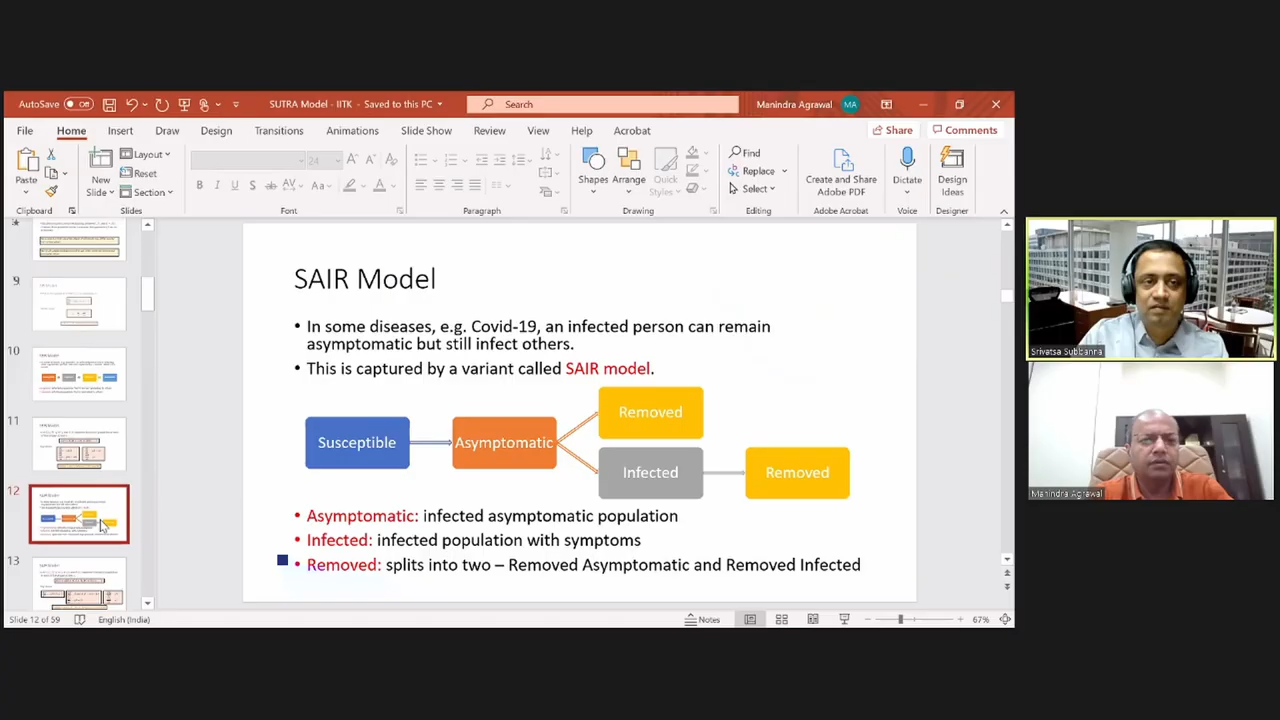 AutoSave Off SUTRA Model - IITK - Saved to this PC Search Manindra Agrawal MA
File Home Insert Draw Design Transitions Animations Slide Show Review View Help Acrobat Share Comments
Paste
Clipboard
New
Slide
Layout
Reset
Section
Slides
24
B I U S ab AV Aa A
Font
Paragraph
Shapes
Arrange
Quick
Styles
Drawing
Find
Replace
Select
Editing
Create and Share
Adobe PDF
Adobe Acrobat
Dictate
Voice
Design
Ideas
Designer
9
10
11
12
13
SAIR Model
• In some diseases, e.g. Covid-19, an infected person can remain
asymptomatic but still infect others.
• This is captured by a variant called SAIR model.
Susceptible
Asymptomatic
Removed
Infected
Removed
• Asymptomatic: infected asymptomatic population
• Infected: infected population with symptoms
• Removed: splits into two – Removed Asymptomatic and Removed Infected
Slide 12 of 59 English (India) Notes 67%
Srivatsa Subbanna
Manindra Agrawal